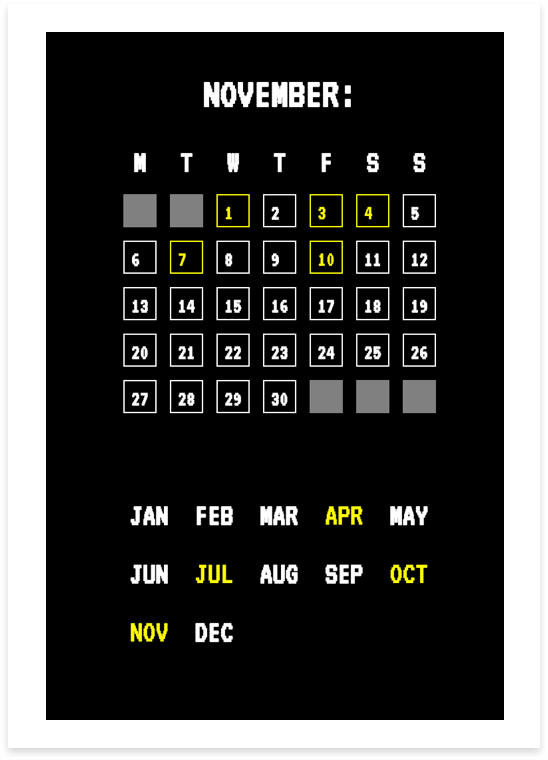 NOVEMBER:
M T W T F S S
1 2 3 4 5
6 7 8 9 10 11 12
13 14 15 16 17 18 19
20 21 22 23 24 25 26
27 28 29 30
JAN FEB MAR APR MAY
JUN JUL AUG SEP OCT
NOV DEC